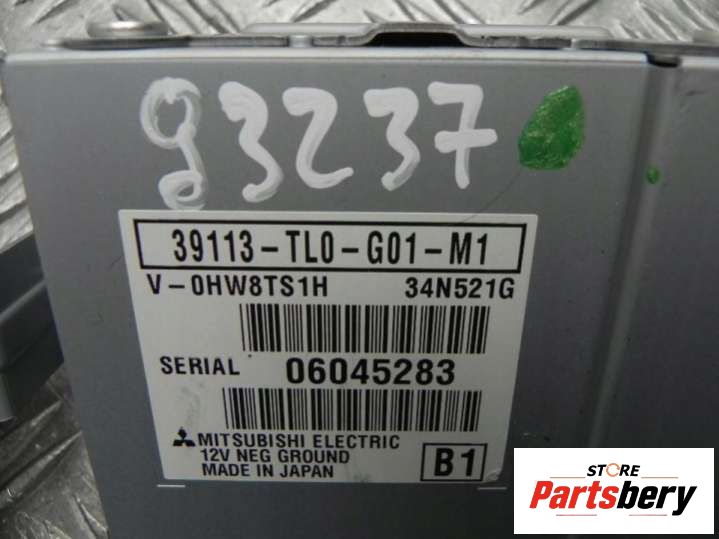 93237
39113-TL0-G01-M1
V-0HW8TS1H 34N521G
SERIAL 06045283
MITSUBISHI ELECTRIC
12V NEG GROUND
MADE IN JAPAN
B1
STORE
Partsbery